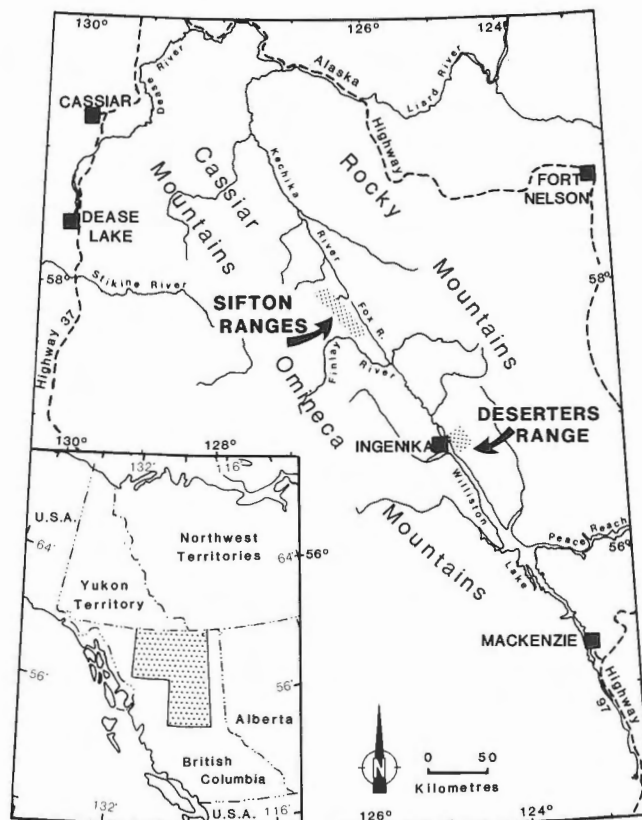 130°
126°
124°
CASSIAR
Dease
River
Alaska
Highway
Liard River
FORT
NELSON
DEASE
LAKE
Cassiar
Mountains
Kechika
River
Rocky
Mountains
58°
58°
Stikine River
Highway 37
SIFTON
RANGES
Fox R.
Finlay
River
Omineca
Mountains
DESERTERS
RANGE
INGENIKA
Williston
Lake
Peace Reach
56°
56°
MACKENZIE
Highway
97
130°
128°
132°
116°
U.S.A.
64°
64°
Northwest
Territories
Yukon
Territory
56°
56°
Alberta
British
Columbia
132°
U.S.A.
116°
N
0 50
Kilometres
126°
124°